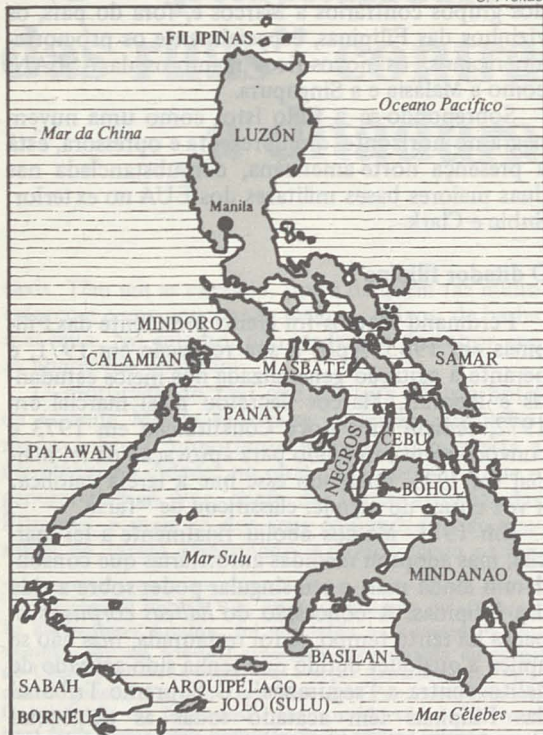 FILIPINAS
Oceano Pacífico
Mar da China
LUZÓN
Manila
MINDORO
CALAMIAN
MASBATE
SAMAR
PANAY
PALAWAN
NEGROS
CEBU
BOHOL
Mar Sulu
MINDANAO
BASILAN
SABAH
ARQUIPÉLAGO
JOLO (SULU)
BORNÉU
Mar Célebes